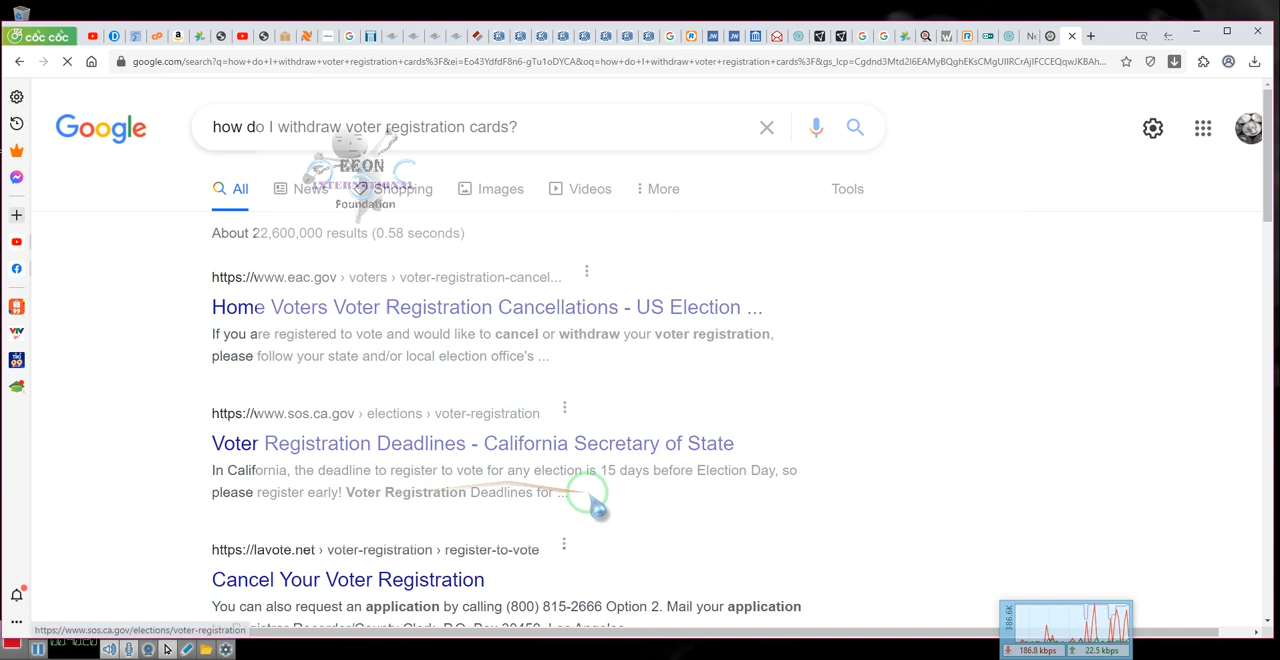 cốc cốc
google.com/search?q=how+do+I+withdraw+voter+registration+cards%3F&ei=Eo43YdfdF8n6-gTu1oDYCA&oq=how+do+I+withdraw+voter+registration+cards%3F&gs_lcp=Cgdnd3Mtd2l6EAMyBQghEKsCMgUIIRCrAjIFCCEQqwJKBAh...
Google
how do I withdraw voter registration cards?
EEON
INTERNATIONAL
Foundation
All
News
Shopping
Images
Videos
More
Tools
About 22,600,000 results (0.58 seconds)
https://www.eac.gov › voters › voter-registration-cancel...
Home Voters Voter Registration Cancellations - US Election ...
If you are registered to vote and would like to cancel or withdraw your voter registration,
please follow your state and/or local election office's ...
https://www.sos.ca.gov › elections › voter-registration
Voter Registration Deadlines - California Secretary of State
In California, the deadline to register to vote for any election is 15 days before Election Day, so
please register early! Voter Registration Deadlines for ...
https://lavote.net › voter-registration › register-to-vote
Cancel Your Voter Registration
You can also request an application by calling (800) 815-2666 Option 2. Mail your application
https://www.sos.ca.gov/elections/voter-registration
3866K
186.8 kbps
22.5 kbps